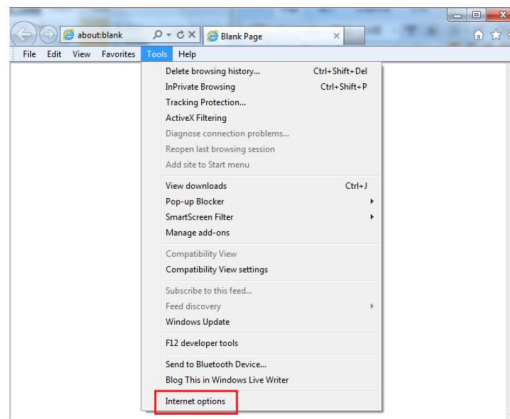 about:blank
Blank Page
File Edit View Favorites Tools Help
Delete browsing history... Ctrl+Shift+Del
InPrivate Browsing Ctrl+Shift+P
Tracking Protection...
ActiveX Filtering
Diagnose connection problems...
Reopen last browsing session
Add site to Start menu
View downloads Ctrl+J
Pop-up Blocker
SmartScreen Filter
Manage add-ons
Compatibility View
Compatibility View settings
Subscribe to this feed...
Feed discovery
Windows Update
F12 developer tools
Send to Bluetooth Device...
Blog This in Windows Live Writer
Internet options